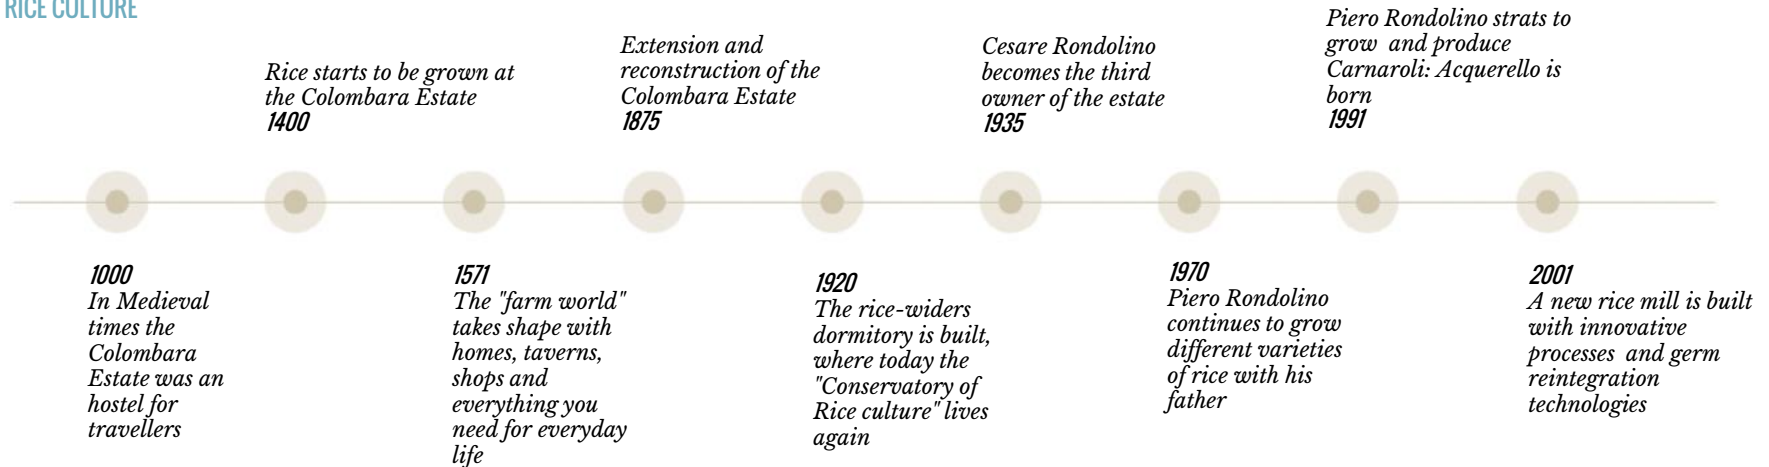 RICE CULTURE
Rice starts to be grown at
the Colombara Estate
1400
Extension and
reconstruction of the
Colombara Estate
1875
Cesare Rondolino
becomes the third
owner of the estate
1935
Piero Rondolino strats to
grow  and produce
Carnaroli: Acquerello is
born
1991
1000
In Medieval
times the
Colombara
Estate was an
hostel for
travellers
1571
The "farm world"
takes shape with
homes, taverns,
shops and
everything you
need for everyday
life
1920
The rice-widers
dormitory is built,
where today the
"Conservatory of
Rice culture" lives
again
1970
Piero Rondolino
continues to grow
different varieties
of rice with his
father
2001
A new rice mill is built
with innovative
processes  and germ
reintegration
technologies